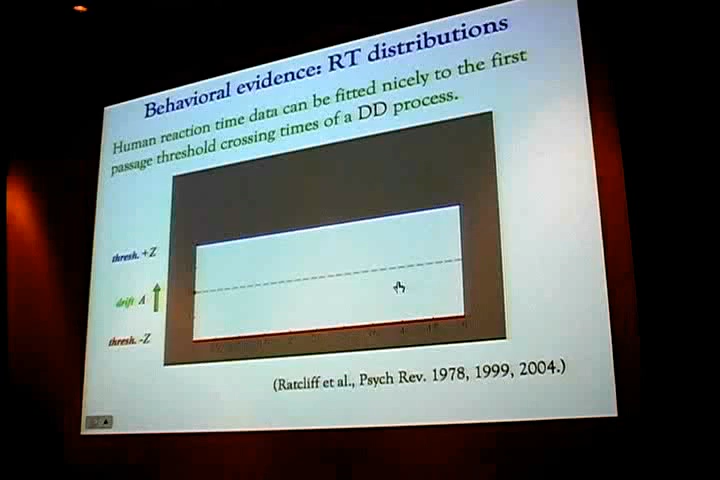 Behavioral evidence: RT distributions
Human reaction time data can be fitted nicely to the first
passage threshold crossing times of a DD process.
thresh. +Z
drift A
thresh. -Z
(Ratcliff et al., Psych Rev. 1978, 1999, 2004.)